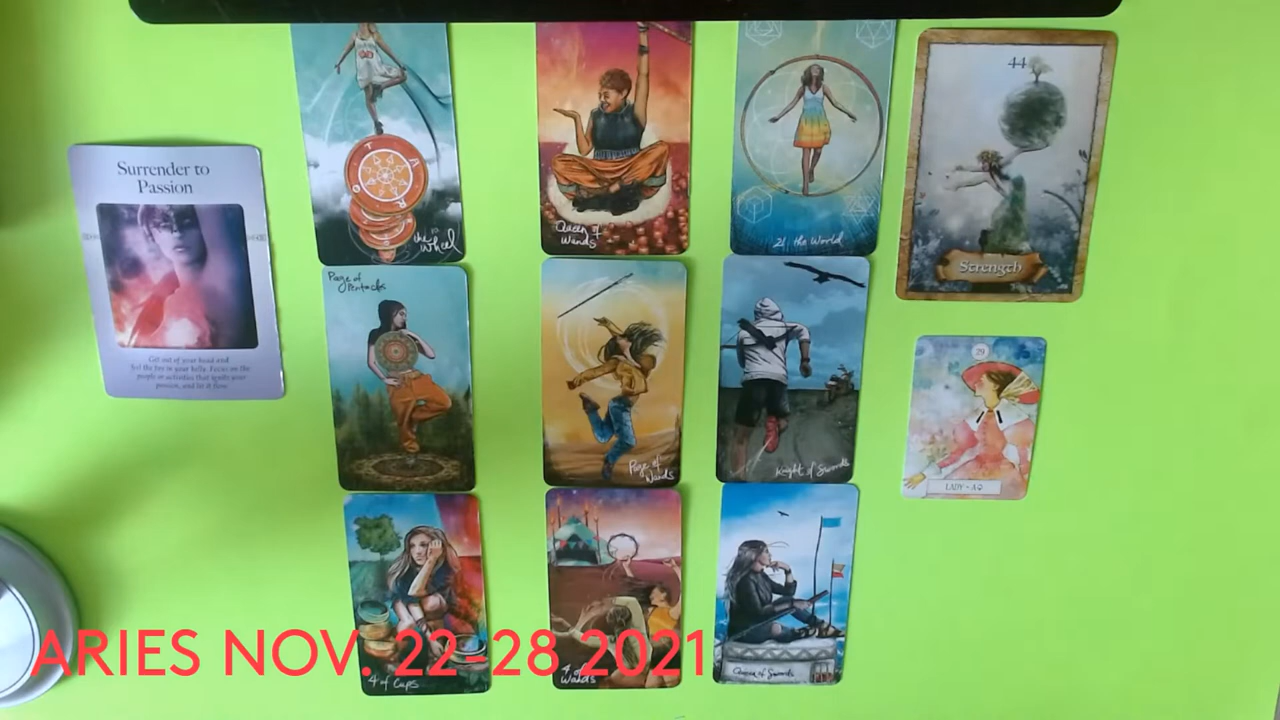 Surrender to
Passion
Get out of your head and
feel the fire in your belly. Focus on the
people or activities that ignite your
passion, and let it flow.
T
A
R
O
10
the Wheel
Queen of
Wands
21 the World
44
Strength
Page of
Pentacles
Page of
Wands
Knight of Swords
29
LADY - A
4 of Cups
4 of
Wands
Queen of Swords
ARIES NOV. 22-28 2021